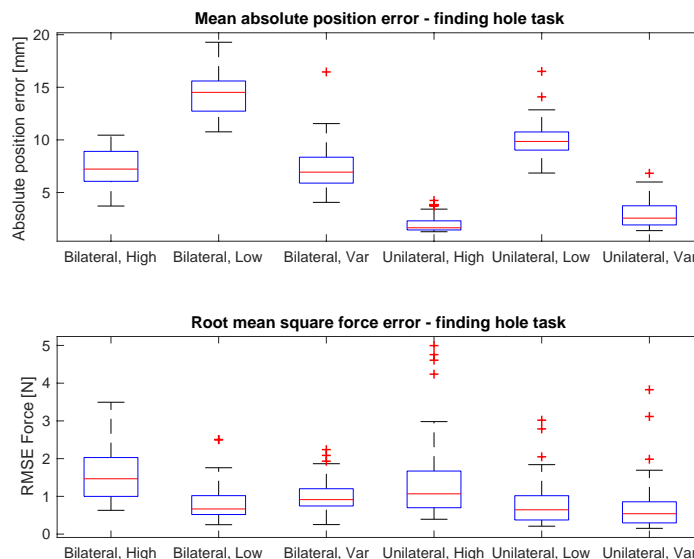 Mean absolute position error - finding hole task
Absolute position error [mm]
20
15
10
5
Bilateral, High Bilateral, Low Bilateral, Var Unilateral, High Unilateral, Low Unilateral, Var
Root mean square force error - finding hole task
RMSE Force [N]
5
4
3
2
1
0
Bilateral, High Bilateral, Low Bilateral, Var Unilateral, High Unilateral, Low Unilateral, Var